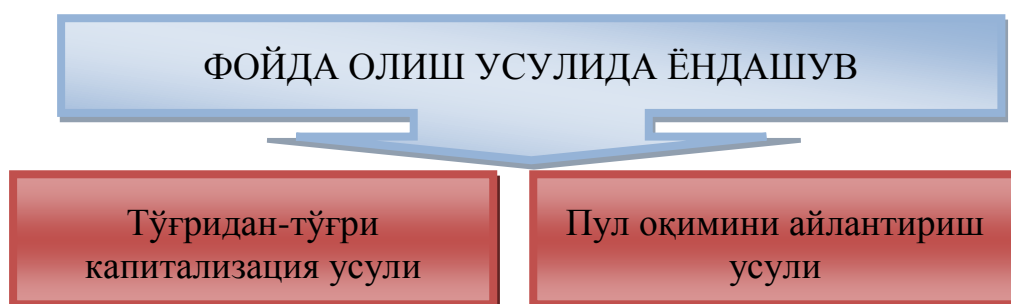 ФОЙДА ОЛИШ УСУЛИДА ЁНДАШУВ
Тўғридан-тўғри
капитализация усули
Пул оқимини айлантириш
усули